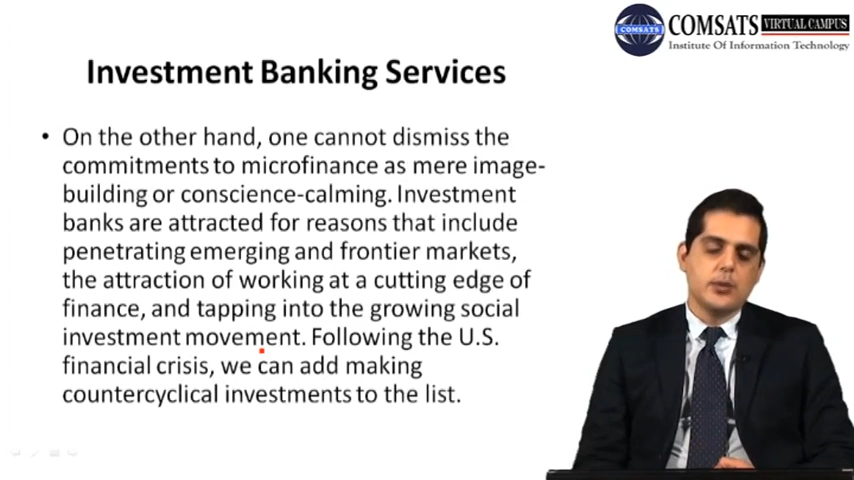 COMSATS
COMSATS VIRTUAL CAMPUS
Institute Of Information Technology
Investment Banking Services
• On the other hand, one cannot dismiss the
commitments to microfinance as mere image-
building or conscience-calming. Investment
banks are attracted for reasons that include
penetrating emerging and frontier markets,
the attraction of working at a cutting edge of
finance, and tapping into the growing social
investment movement. Following the U.S.
financial crisis, we can add making
countercyclical investments to the list.